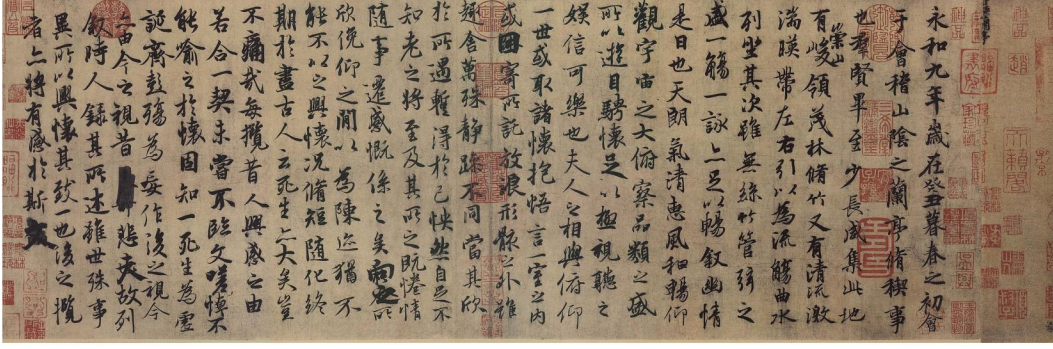 永和九年歲在癸丑暮春之初會
于會稽山陰之蘭亭脩稧事
也羣賢畢至少長咸集此地
有崇山峻領茂林脩竹又有清流激
湍暎帶左右引以為流觴曲水
列坐其次雖無絲竹管弦之
盛一觴一詠亦足以暢叙幽情
是日也天朗氣清惠風和暢仰
觀宇宙之大俯察品類之盛
所以遊目騁懷足以極視聽之
娛信可樂也夫人之相與俯仰
一世或取諸懷抱悟言一室之內
或因寄所託放浪形骸之外雖
趣舍萬殊靜躁不同當其欣
於所遇蹔得於己怏然自足不
知老之將至及其所之既惓情
隨事遷感慨係之矣向之所
欣俛仰之閒以為陳迹猶不
能不以之興懷況脩短隨化終
期於盡古人云死生亦大矣豈
不痛哉每攬昔人興感之由
若合一契未嘗不臨文嗟悼不
能喻之於懷固知一死生為虛
誕齊彭殤為妄作後之視今
亦由今之視昔悲夫故列
叙時人錄其所述雖世殊事
異所以興懷其致一也後之攬
者亦將有感於斯文